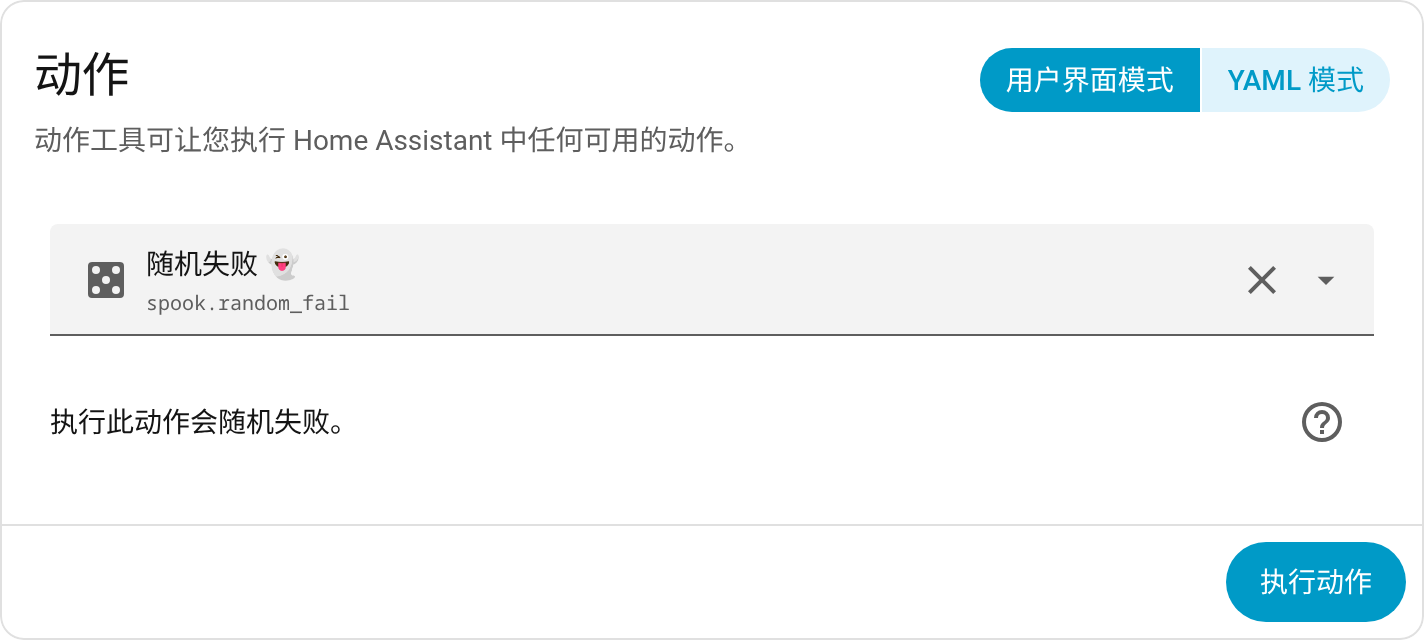 动作
用户界面模式
YAML 模式
动作工具可让您执行 Home Assistant 中任何可用的动作。
随机失败 👻
spook.random_fail
执行此动作会随机失败。
执行动作